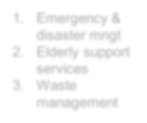 1. Emergency &
disaster mngt
2. Elderly support
services
3. Waste
management